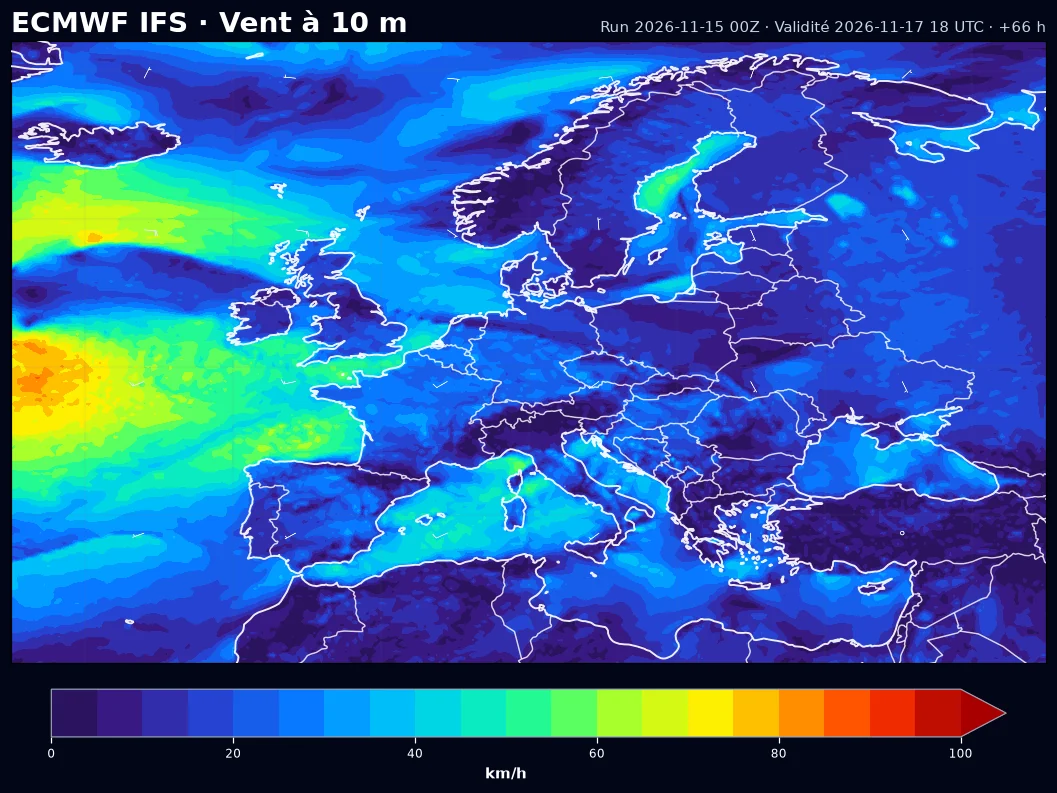 ECMWF IFS · Vent à 10 m
Run 2026-11-15 00Z · Validité 2026-11-17 18 UTC · +66 h
0 20 40 60 80 100
km/h